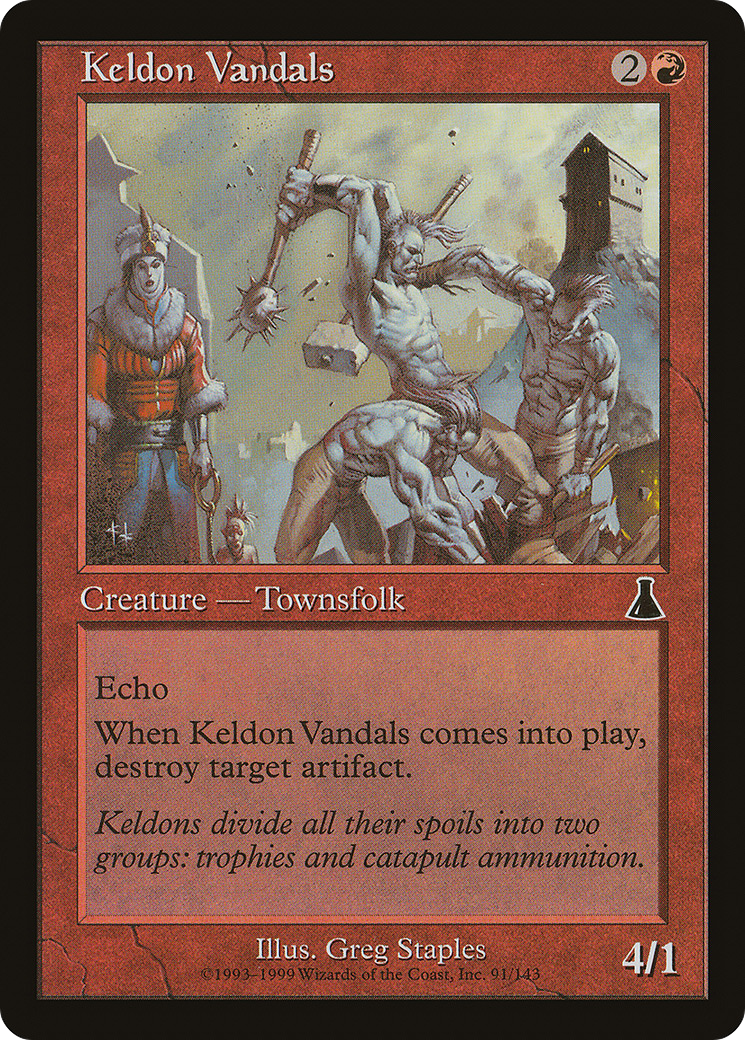 Keldon Vandals 2
Creature — Townsfolk
Echo
When Keldon Vandals comes into play,
destroy target artifact.
Keldons divide all their spoils into two
groups: trophies and catapult ammunition.
Illus. Greg Staples
4/1
©1993–1999 Wizards of the Coast, Inc. 91/143